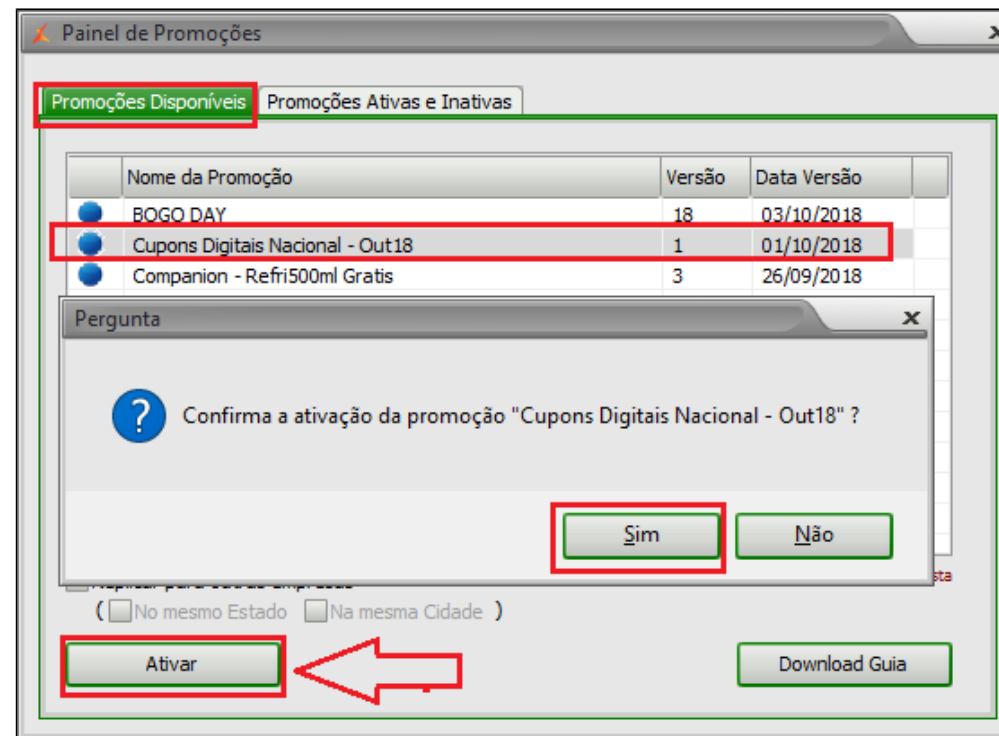 Painel de Promoções
Promoções Disponíveis Promoções Ativas e Inativas
Nome da Promoção Versão Data Versão
BOGO DAY 18 03/10/2018
Cupons Digitais Nacional - Out18 1 01/10/2018
Companion - Refri500ml Gratis 3 26/09/2018
Pergunta
Confirma a ativação da promoção "Cupons Digitais Nacional - Out18" ?
Sim Não
( No mesmo Estado Na mesma Cidade )
Ativar Download Guia